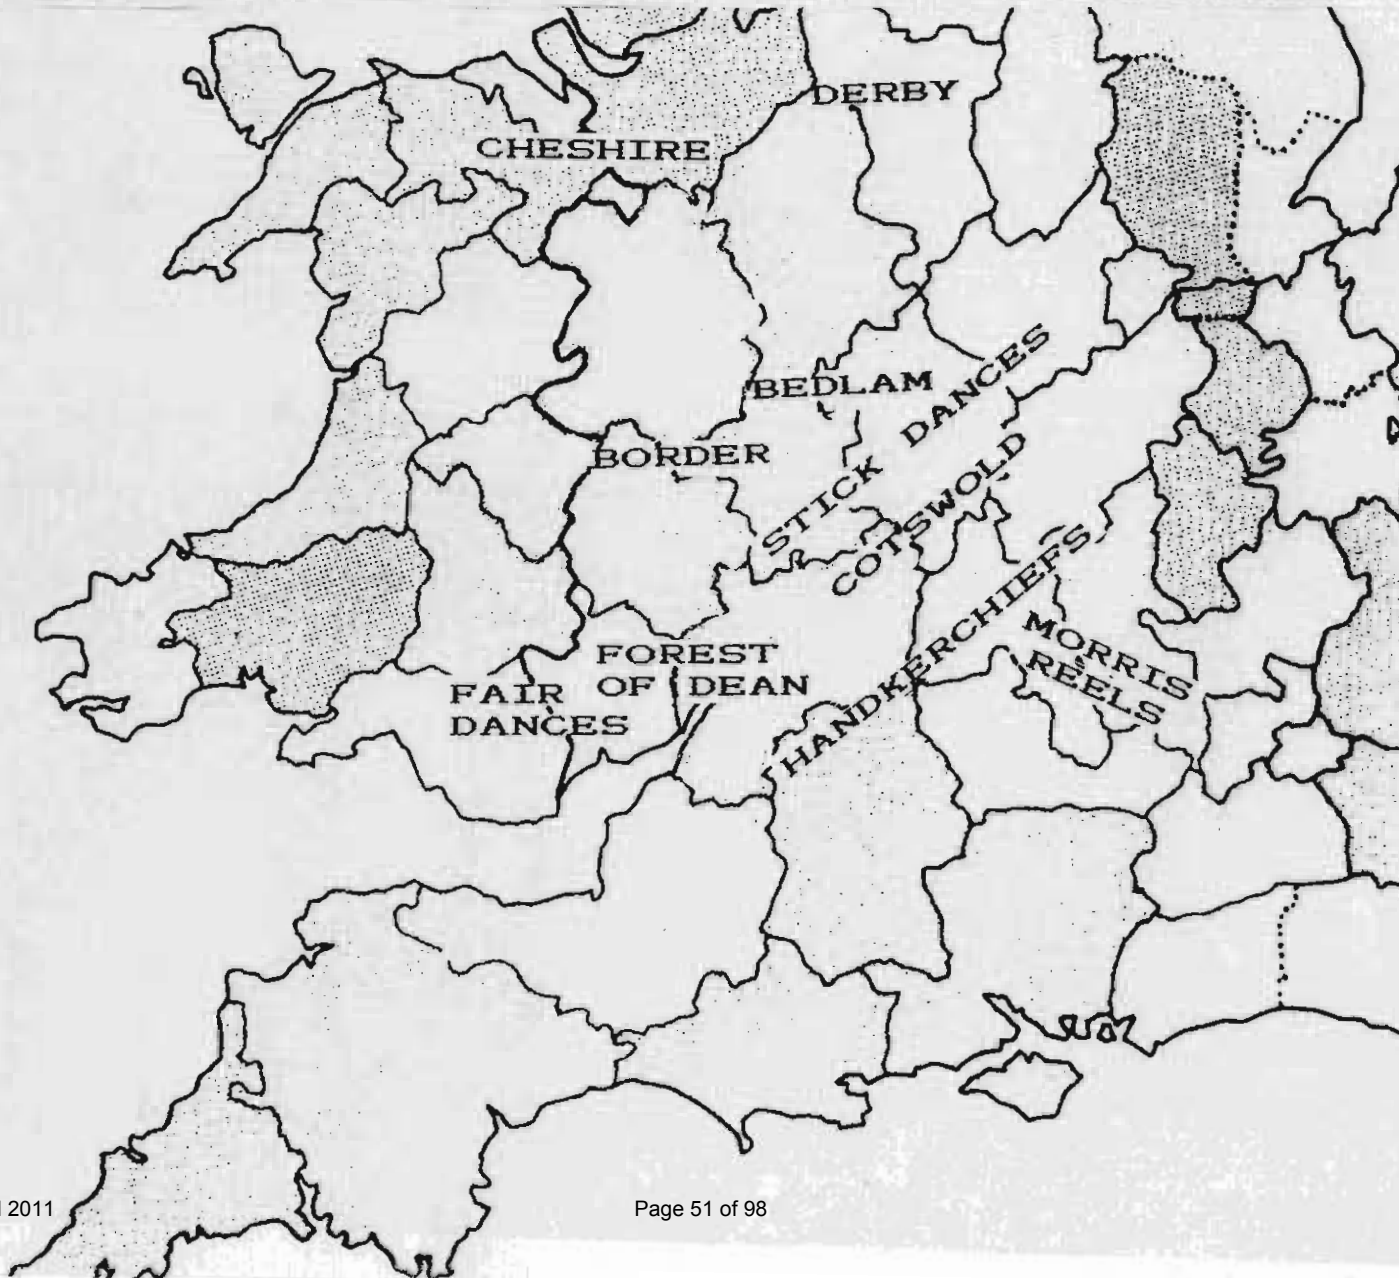 DERBY
CHESHIRE
BEDLAM
STICK DANCES
BORDER
COTSWOLD
HANDKERCHIEFS
MORRIS
REELS
FOREST
OF DEAN
FAIR
DANCES
2011
Page 51 of 98